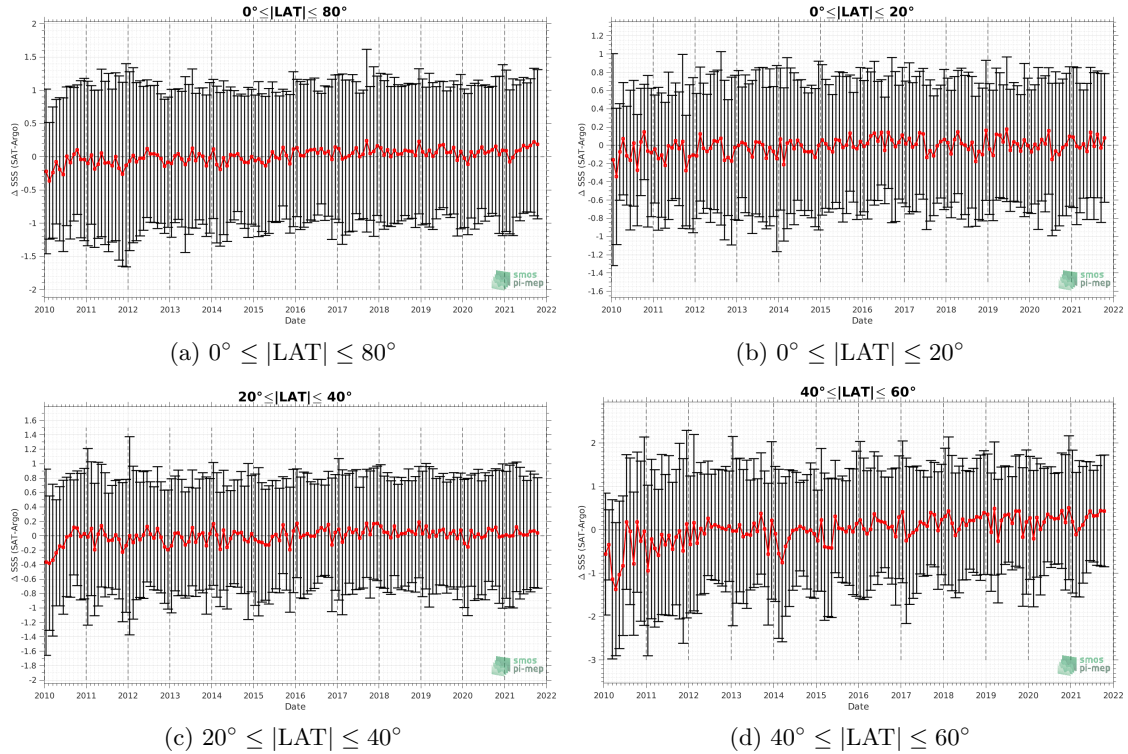 0°≤|LAT|≤ 80°
2
1.5
1
0.5
0
-0.5
-1
-1.5
-2
Δ SSS (SAT-Argo)
smos
pi-mep
2010 2011 2012 2013 2014 2015 2016 2017 2018 2019 2020 2021 2022
Date
(a) 0° ≤ |LAT| ≤ 80°
0°≤|LAT|≤ 20°
1.2
1
0.8
0.6
0.4
0.2
0
-0.2
-0.4
-0.6
-0.8
-1
-1.2
-1.4
-1.6
Δ SSS (SAT-Argo)
smos
pi-mep
2010 2011 2012 2013 2014 2015 2016 2017 2018 2019 2020 2021 2022
Date
(b) 0° ≤ |LAT| ≤ 20°
20°≤|LAT|≤ 40°
1.6
1.4
1.2
1
0.8
0.6
0.4
0.2
0
-0.2
-0.4
-0.6
-0.8
-1
-1.2
-1.4
-1.6
-1.8
-2
Δ SSS (SAT-Argo)
smos
pi-mep
2010 2011 2012 2013 2014 2015 2016 2017 2018 2019 2020 2021 2022
Date
(c) 20° ≤ |LAT| ≤ 40°
40°≤|LAT|≤ 60°
2
1
0
-1
-2
-3
Δ SSS (SAT-Argo)
smos
pi-mep
2010 2011 2012 2013 2014 2015 2016 2017 2018 2019 2020 2021 2022
Date
(d) 40° ≤ |LAT| ≤ 60°